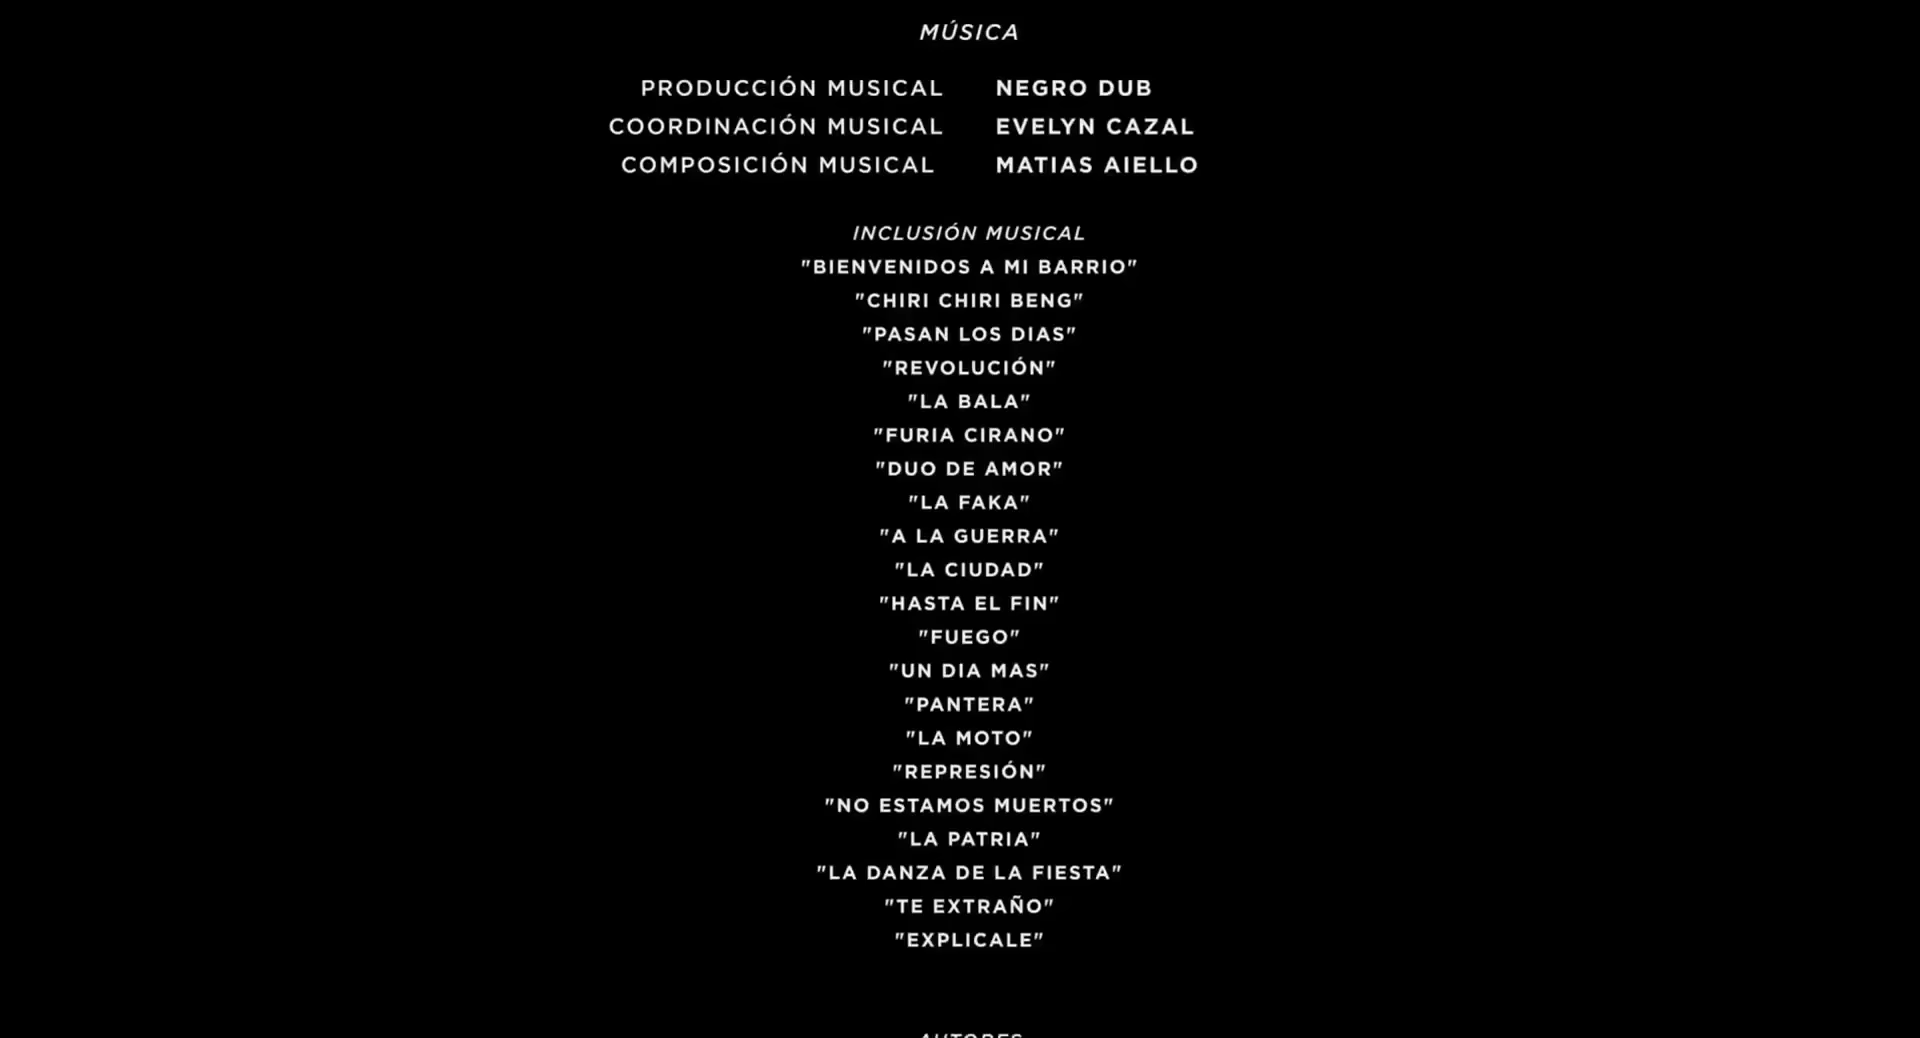 MÚSICA
PRODUCCIÓN MUSICAL NEGRO DUB
COORDINACIÓN MUSICAL EVELYN CAZAL
COMPOSICIÓN MUSICAL MATIAS AIELLO
INCLUSIÓN MUSICAL
"BIENVENIDOS A MI BARRIO"
"CHIRI CHIRI BENG"
"PASAN LOS DIAS"
"REVOLUCIÓN"
"LA BALA"
"FURIA CIRANO"
"DUO DE AMOR"
"LA FAKA"
"A LA GUERRA"
"LA CIUDAD"
"HASTA EL FIN"
"FUEGO"
"UN DIA MAS"
"PANTERA"
"LA MOTO"
"REPRESIÓN"
"NO ESTAMOS MUERTOS"
"LA PATRIA"
"LA DANZA DE LA FIESTA"
"TE EXTRAÑO"
"EXPLICALE"
AUTORES